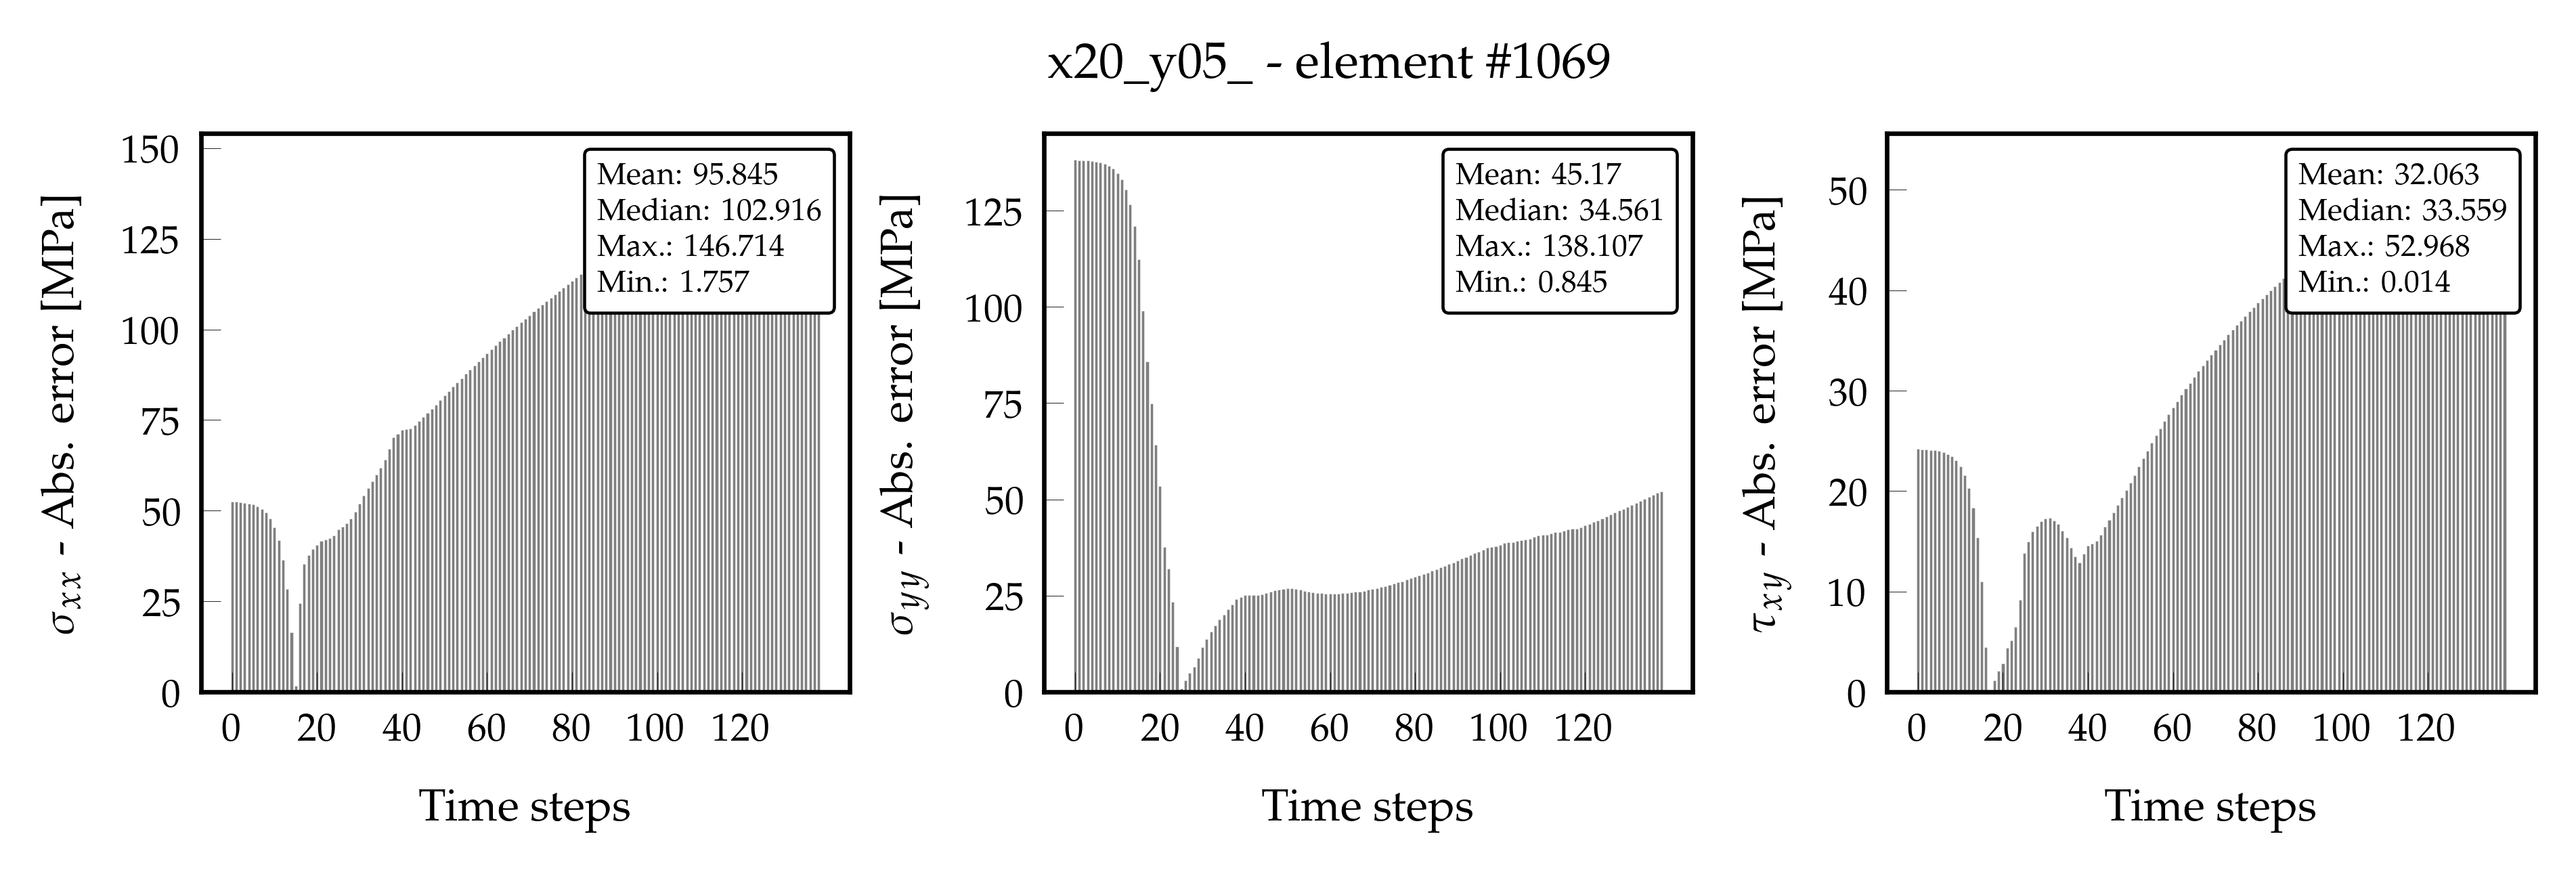 x20_y05_ - element #1069
σxx - Abs. error [MPa]
150
125
100
75
50
25
0
Mean: 95.845
Median: 102.916
Max.: 146.714
Min.: 1.757
0 20 40 60 80 100 120
Time steps
σyy - Abs. error [MPa]
125
100
75
50
25
0
Mean: 45.17
Median: 34.561
Max.: 138.107
Min.: 0.845
0 20 40 60 80 100 120
Time steps
τxy - Abs. error [MPa]
50
40
30
20
10
0
Mean: 32.063
Median: 33.559
Max.: 52.968
Min.: 0.014
0 20 40 60 80 100 120
Time steps